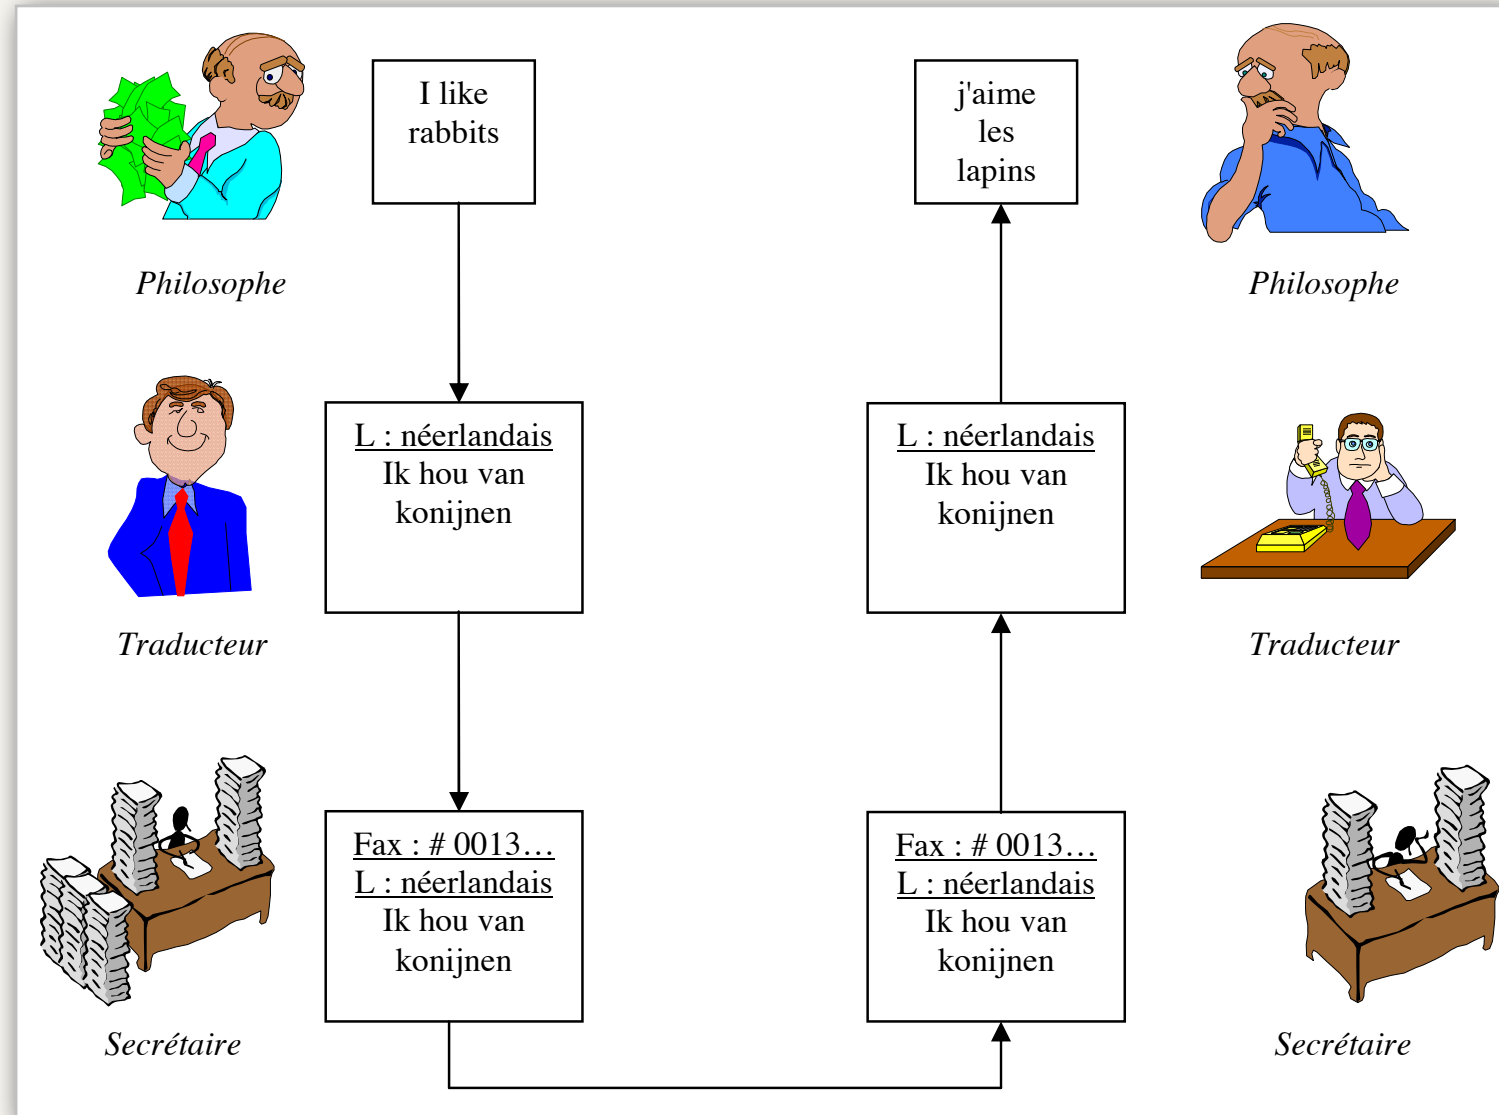 I like
rabbits
j'aime
les
lapins
Philosophe
Philosophe
L : néerlandais
Ik hou van
konijnen
L : néerlandais
Ik hou van
konijnen
Traducteur
Traducteur
Fax : # 0013…
L : néerlandais
Ik hou van
konijnen
Fax : # 0013…
L : néerlandais
Ik hou van
konijnen
Secrétaire
Secrétaire